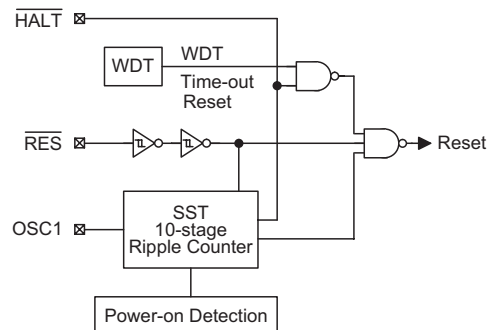 HALT
WDT
WDT
Time-out
Reset
RES
Reset
OSC1
SST
10-stage
Ripple Counter
Power-on Detection